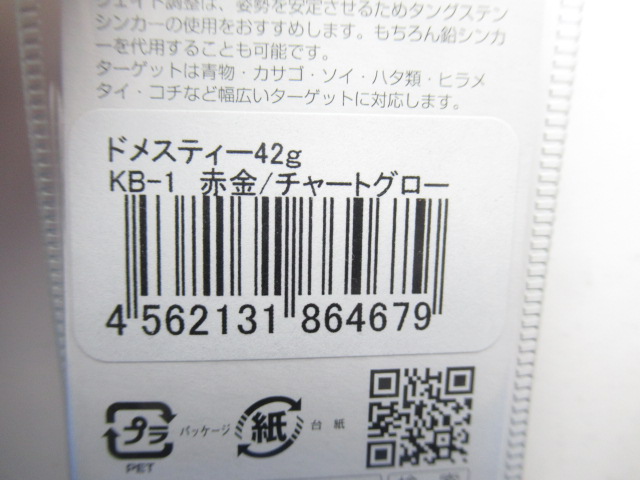 ウェイト調整は、姿勢を安定させるためタングステン
シンカーの使用をおすすめします。もちろん鉛シンカ
ーを代用することも可能です。
ターゲットは青物・カサゴ・ソイ・ハタ類・ヒラメ
タイ・コチなど幅広いターゲットに対応します。
ドメスティー42g
KB-1 赤金/チャートグロー
4 562131 864679
プラ パッケージ 紙 台紙
PET